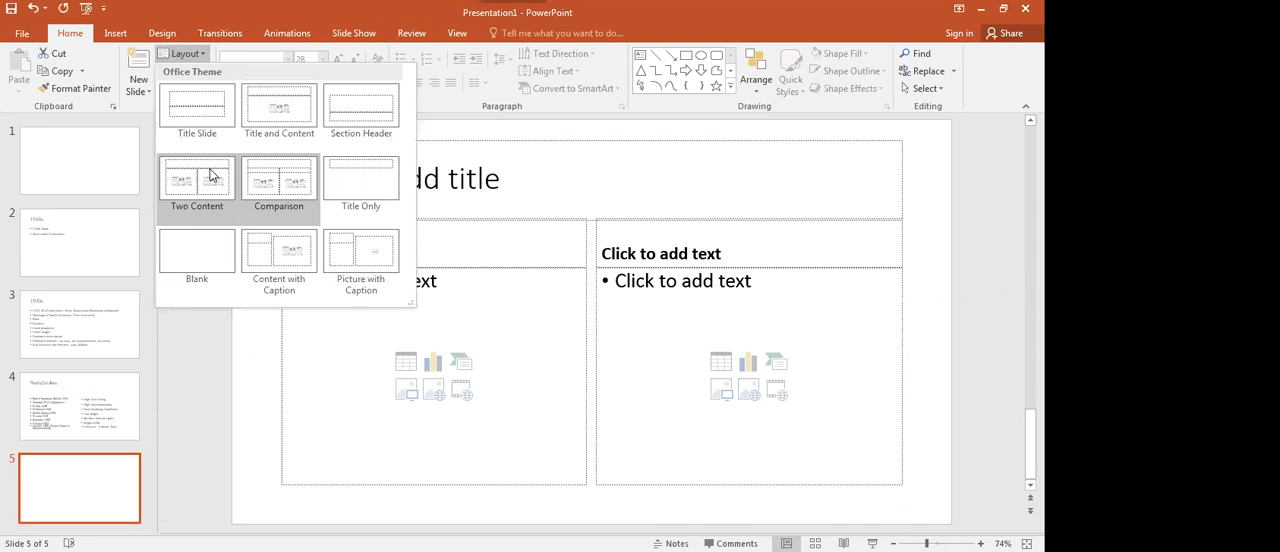 Presentation1 - PowerPoint
File Home Insert Design Transitions Animations Slide Show Review View Tell me what you want to do... Sign in Share
Paste Cut Copy Format Painter
Clipboard
New Slide Layout
28
Text Direction
Align Text
Convert to SmartArt
Paragraph
Arrange
Quick Styles
Shape Fill
Shape Outline
Shape Effects
Drawing
Find
Replace
Select
Editing
Office Theme
Title Slide Title and Content Section Header
Two Content Comparison Title Only
Blank Content with Caption Picture with Caption
1
2
1920s
3
1930s
4
5
dd title
Click to add text
ext
• Click to add text
Slide 5 of 5 Notes Comments 74%